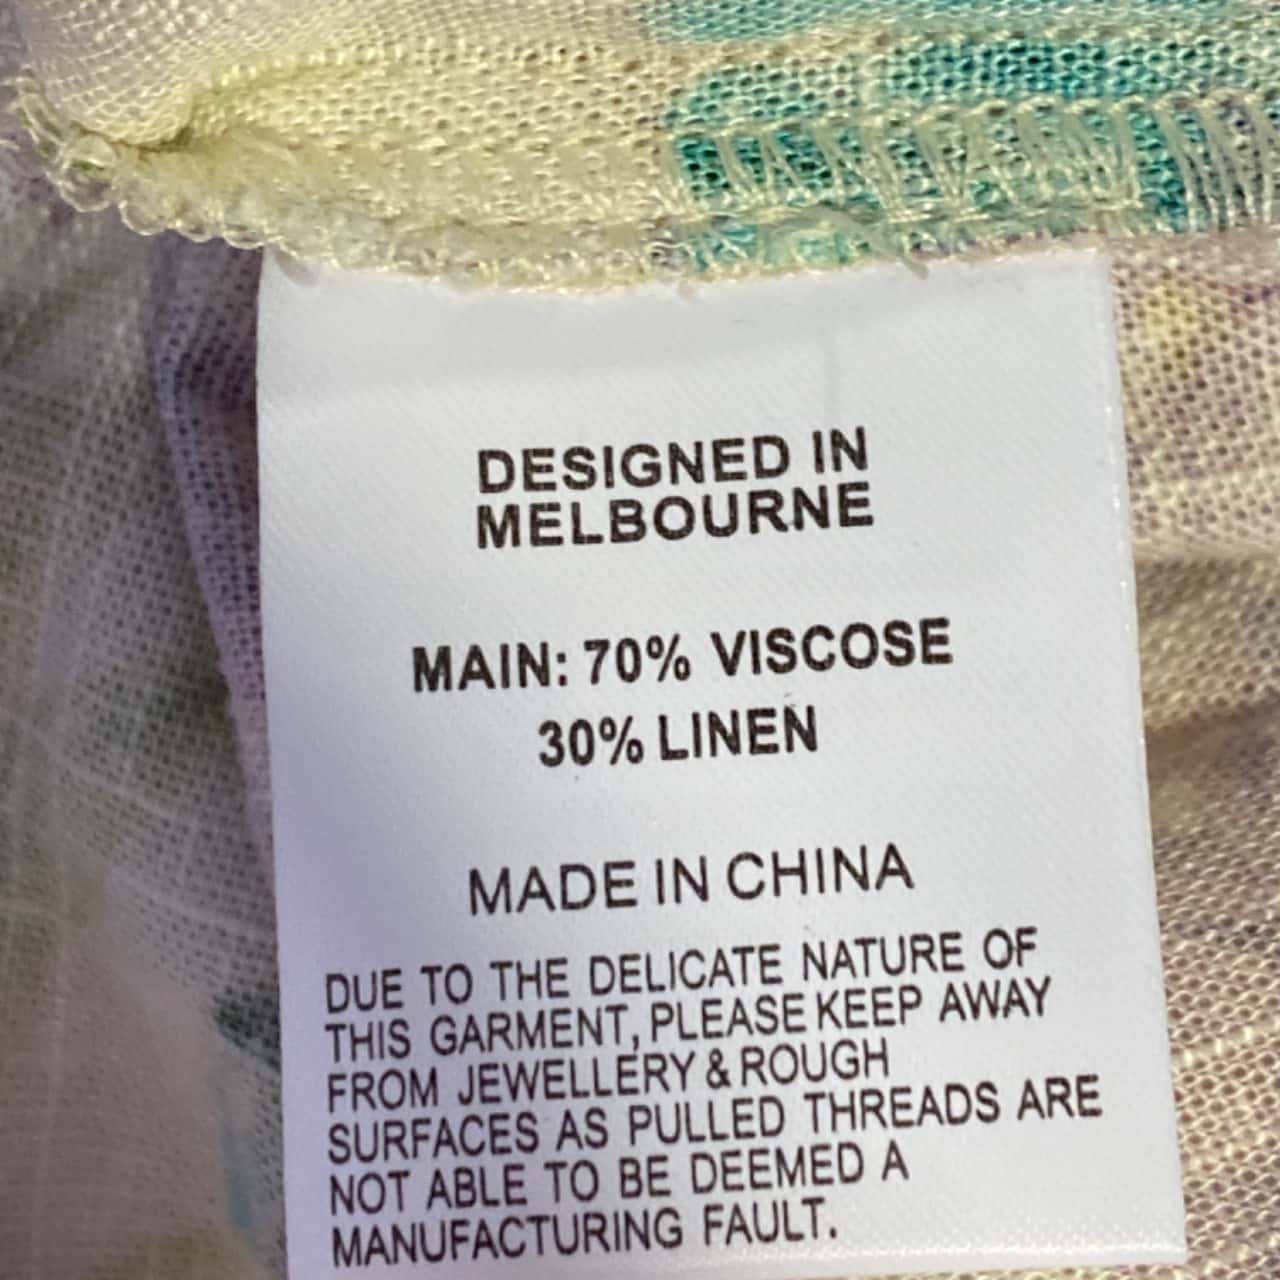 DESIGNED IN
MELBOURNE
MAIN: 70% VISCOSE
30% LINEN
MADE IN CHINA
DUE TO THE DELICATE NATURE OF
THIS GARMENT, PLEASE KEEP AWAY
FROM JEWELLERY & ROUGH
SURFACES AS PULLED THREADS ARE
NOT ABLE TO BE DEEMED A
MANUFACTURING FAULT.